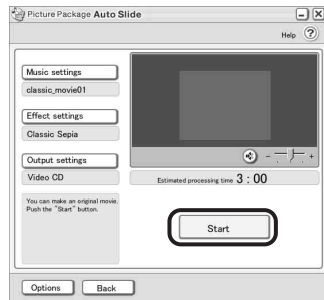 Picture Package Auto Slide
Help ?
Music settings
classic_movie01
Effect settings
Classic Sepia
Output settings
Video CD
- +
Estimated processing time 3 : 00
You can make an original movie.
Push the "Start" button.
Start
Options Back